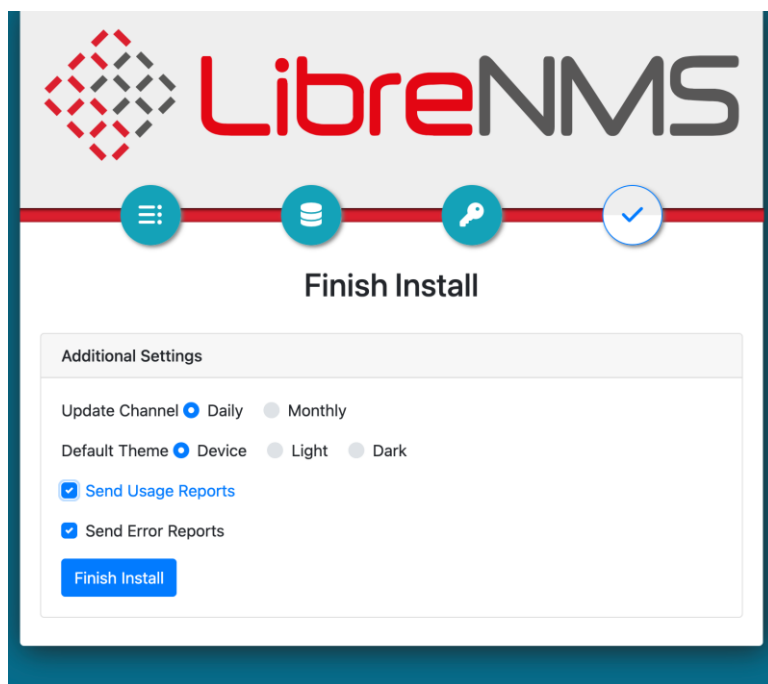 LibreNMS
Finish Install
Additional Settings
Update Channel Daily Monthly
Default Theme Device Light Dark
Send Usage Reports
Send Error Reports
Finish Install